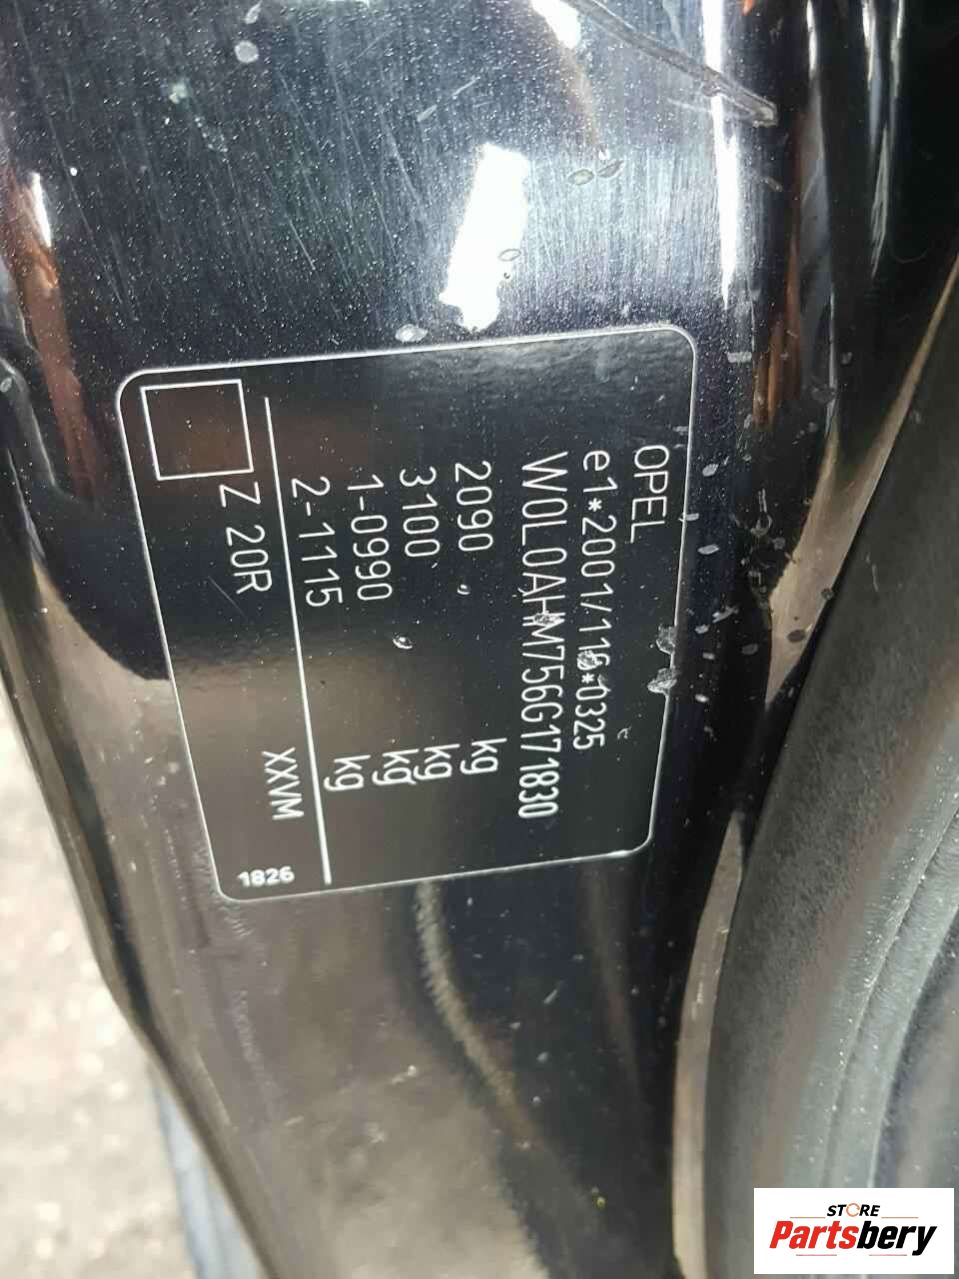 OPEL
e1*2001/116*0325
W0L0AHM756G171830
2090 kg
3100 kg
1-0990 kg
2-1115 kg
Z 20R XXVM
1826
STORE
Partsbery